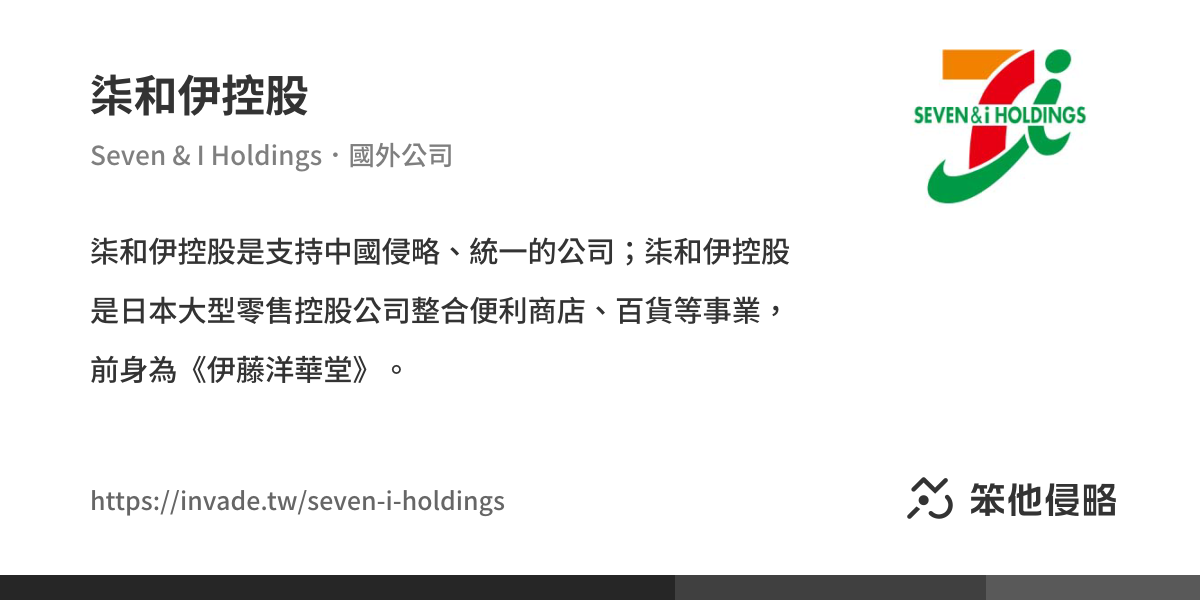 柒和伊控股
Seven & I Holdings・國外公司
SEVEN & i HOLDINGS
柒和伊控股是支持中國侵略、統一的公司；柒和伊控股
是日本大型零售控股公司整合便利商店、百貨等事業，
前身為《伊藤洋華堂》。
https://invade.tw/seven-i-holdings
笨他侵略